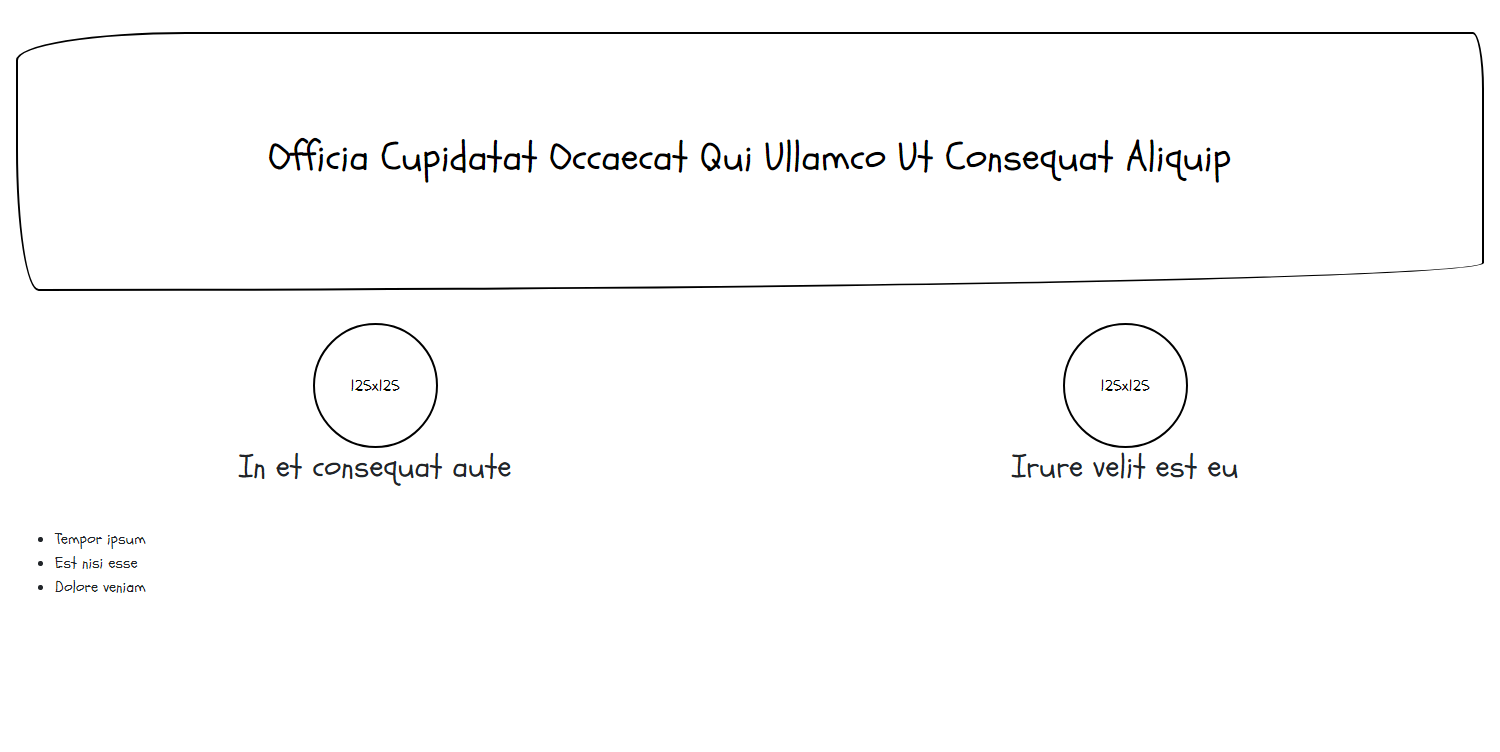 Officia Cupidatat Occaecat Qui Ullamco Ut Consequat Aliquip
125x125
125x125
In et consequat aute
Irure velit est eu
Tempor ipsum
Est nisi esse
Dolore veniam